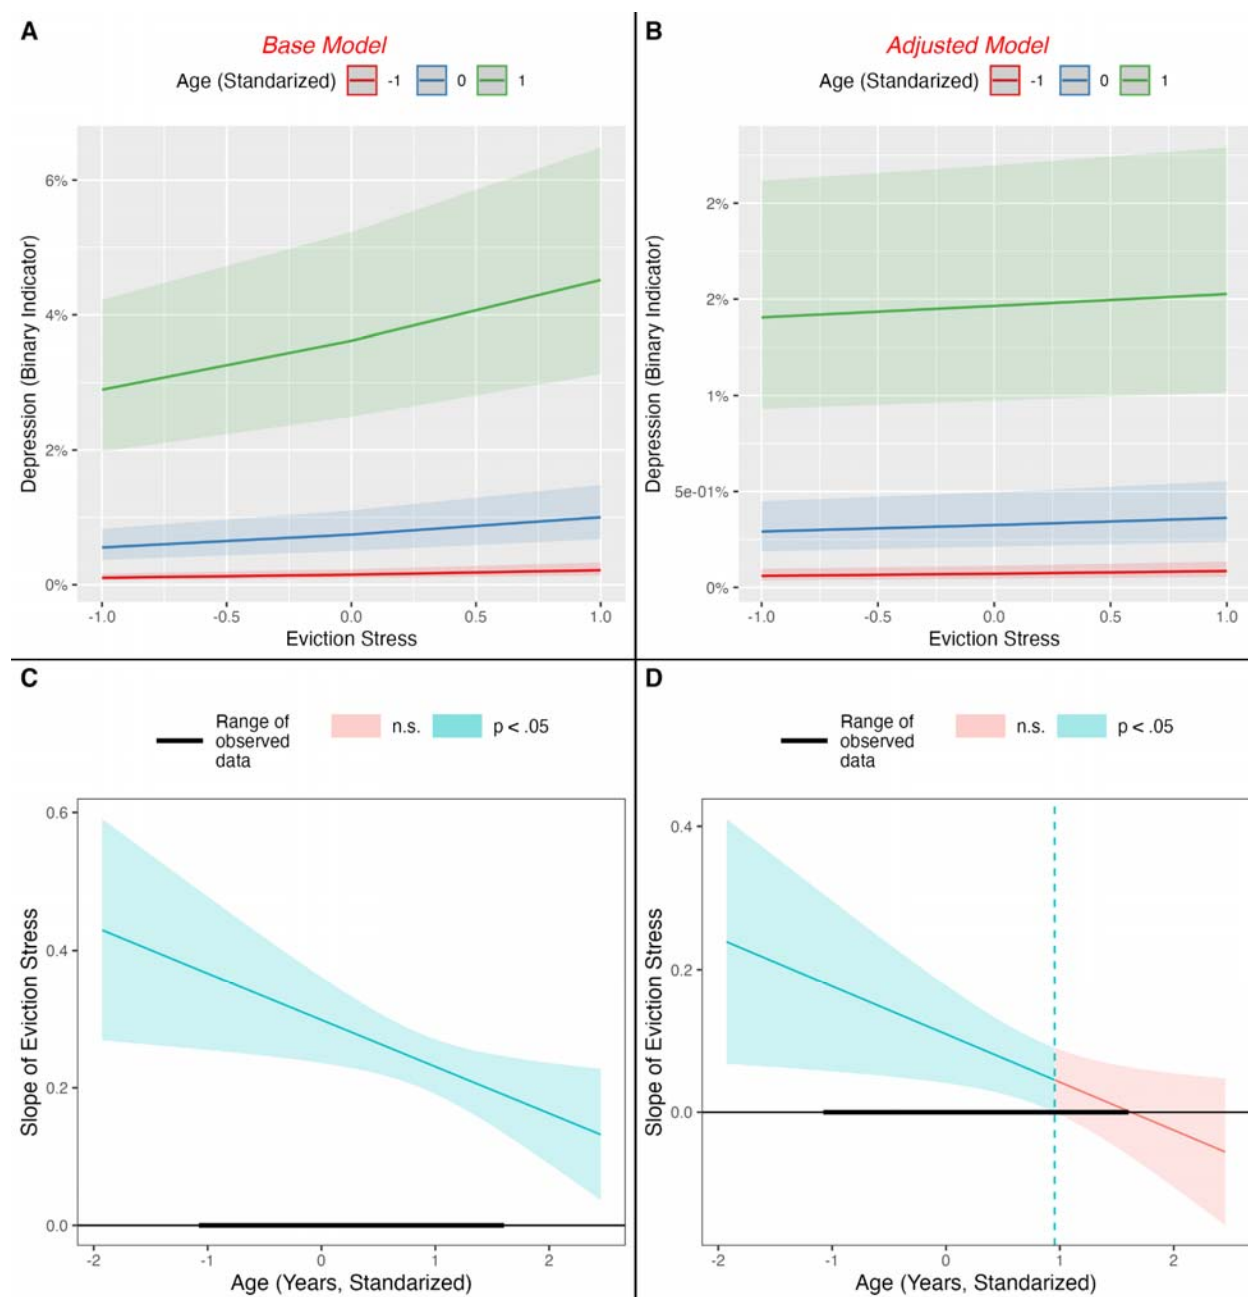 A
Base Model
Age (Standarized) -1 0 1
6%
4%
2%
0%
Depression (Binary Indicator)
-1.0 -0.5 0.0 0.5 1.0
Eviction Stress
B
Adjusted Model
Age (Standarized) -1 0 1
2%
2%
1%
5e-01%
0%
Depression (Binary Indicator)
-1.0 -0.5 0.0 0.5 1.0
Eviction Stress
C
Range of
observed
data
n.s. p < .05
0.6
0.4
0.2
0.0
Slope of Eviction Stress
-2 -1 0 1 2
Age (Years, Standarized)
D
Range of
observed
data
n.s. p < .05
0.4
0.2
0.0
Slope of Eviction Stress
-2 -1 0 1 2
Age (Years, Standarized)